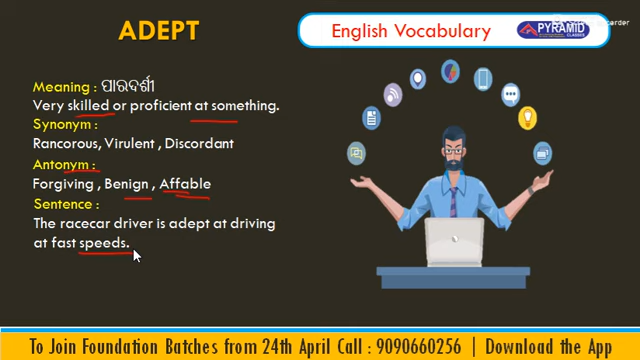 ADEPT
English Vocabulary
PYRAMID
CLASSES
Meaning : ପାରଦର୍ଶୀ
Very skilled or proficient at something.
Synonym :
Rancorous, Virulent , Discordant
Antonym :
Forgiving , Benign , Affable
Sentence :
The racecar driver is adept at driving
at fast speeds.
To Join Foundation Batches from 24th April Call : 9090660256 | Download the App